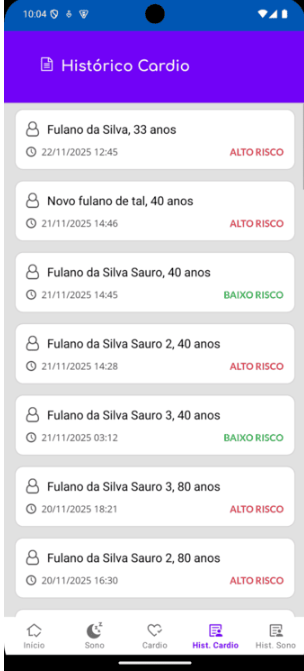 10:04
Histórico Cardio
Fulano da Silva, 33 anos
22/11/2025 12:45 ALTO RISCO
Novo fulano de tal, 40 anos
21/11/2025 14:46 ALTO RISCO
Fulano da Silva Sauro, 40 anos
21/11/2025 14:45 BAIXO RISCO
Fulano da Silva Sauro 2, 40 anos
21/11/2025 14:28 ALTO RISCO
Fulano da Silva Sauro 3, 40 anos
21/11/2025 03:12 BAIXO RISCO
Fulano da Silva Sauro 3, 80 anos
20/11/2025 18:21 ALTO RISCO
Fulano da Silva Sauro 2, 80 anos
20/11/2025 16:30 ALTO RISCO
Início Sono Cardio Hist. Cardio Hist. Sono